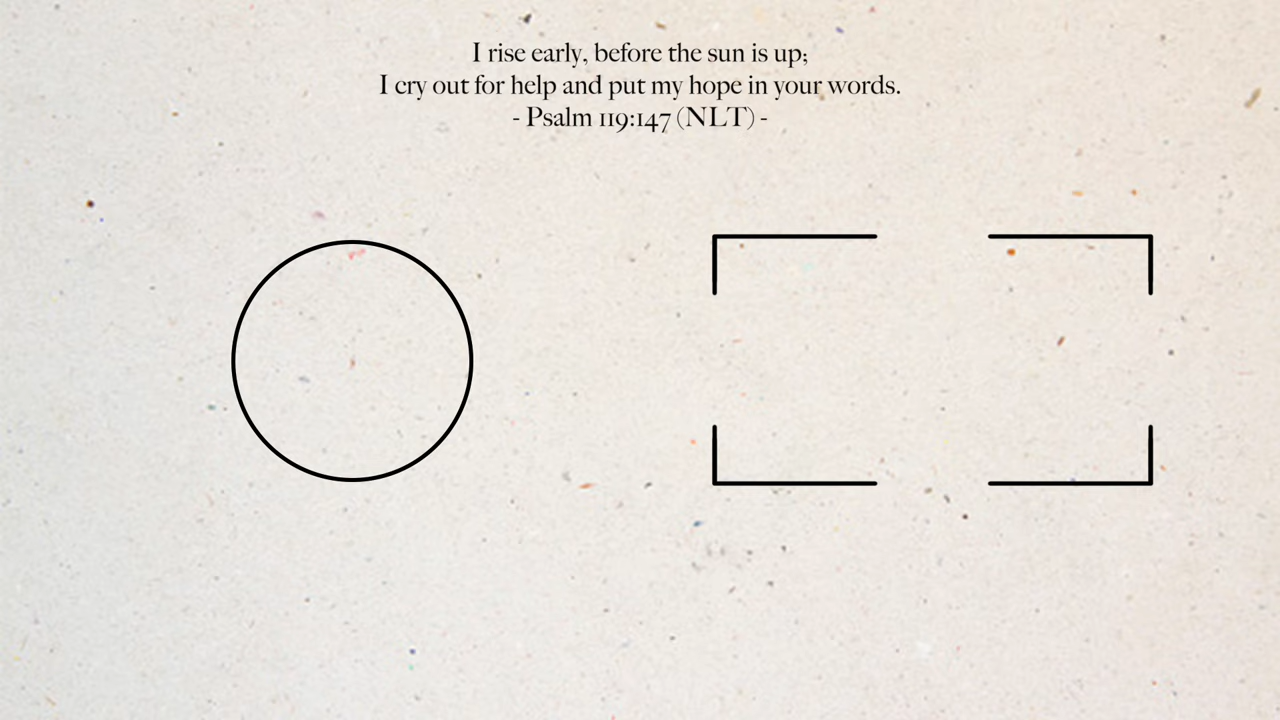 I rise early, before the sun is up;
I cry out for help and put my hope in your words.
- Psalm 119:147 (NLT) -